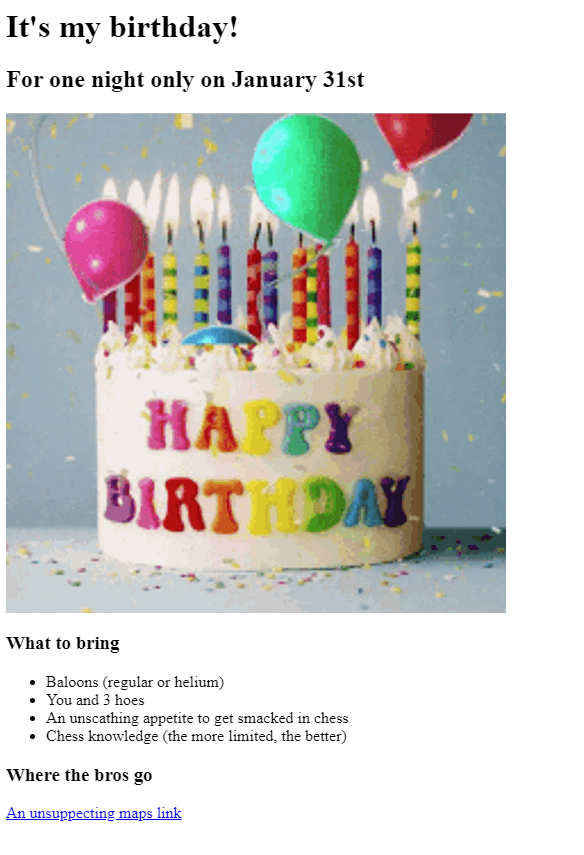 It's my birthday!
For one night only on January 31st
HAPPY
BIRTHDAY
What to bring
Baloons (regular or helium)
You and 3 hoes
An unscathing appetite to get smacked in chess
Chess knowledge (the more limited, the better)
Where the bros go
An unsuppecting maps link